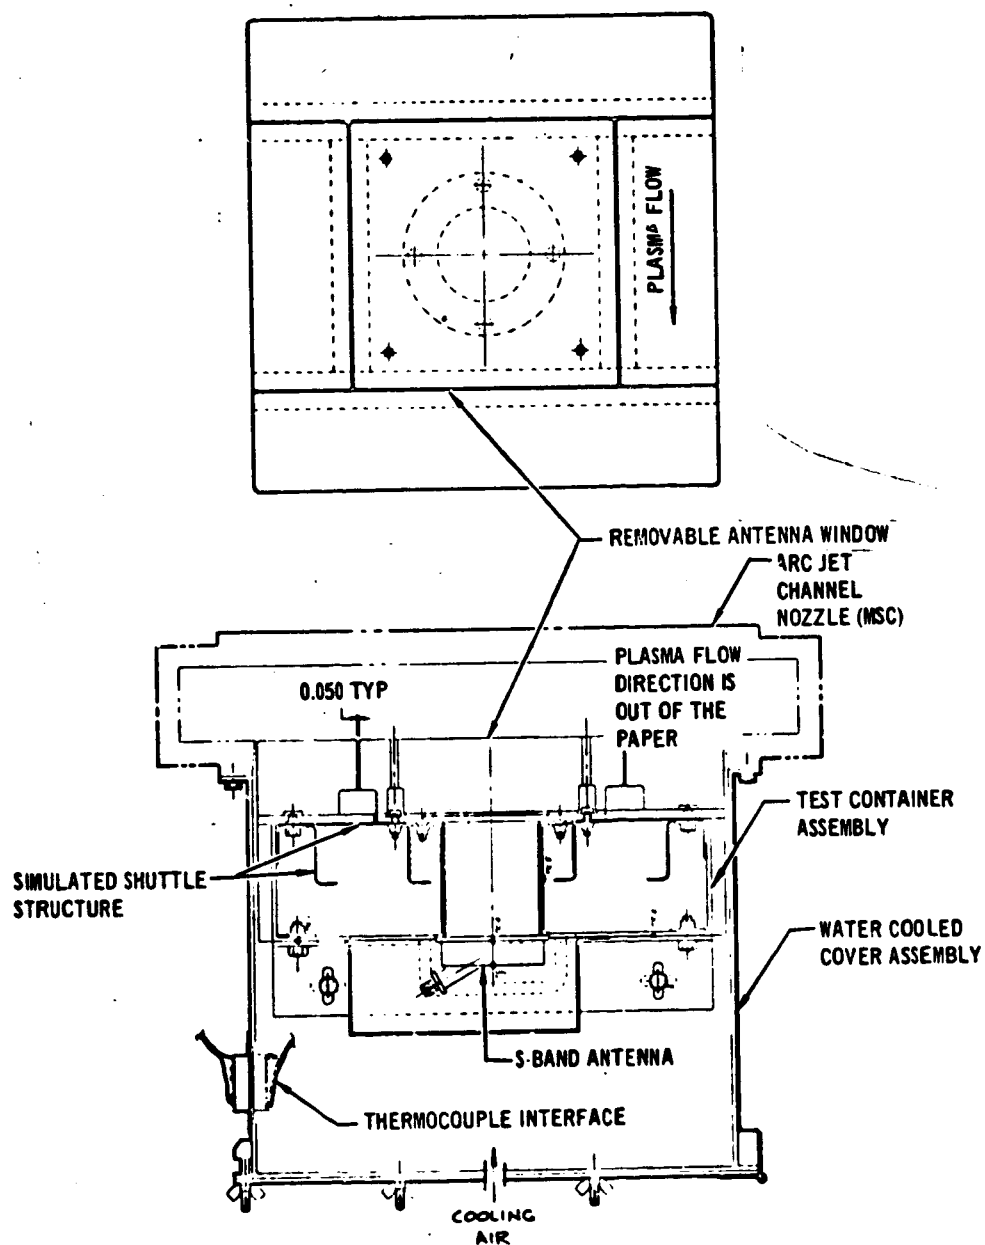 PLASMA FLOW
REMOVABLE ANTENNA WINDOW
ARC JET
CHANNEL
NOZZLE (MSC)
PLASMA FLOW
DIRECTION IS
OUT OF THE
PAPER
0.050 TYP
TEST CONTAINER
ASSEMBLY
SIMULATED SHUTTLE
STRUCTURE
WATER COOLED
COVER ASSEMBLY
S-BAND ANTENNA
THERMOCOUPLE INTERFACE
COOLING
AIR